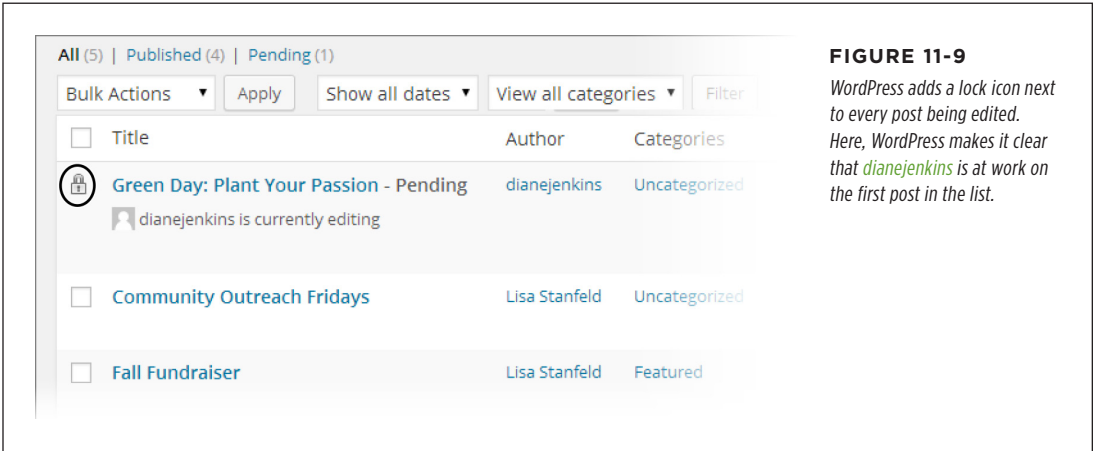 All (5) | Published (4) | Pending (1)
Bulk Actions Apply Show all dates View all categories Filter
Title Author Categories
Green Day: Plant Your Passion - Pending dianejenkins Uncategorized
dianejenkins is currently editing
Community Outreach Fridays Lisa Stanfeld Uncategorized
Fall Fundraiser Lisa Stanfeld Featured
FIGURE 11-9
WordPress adds a lock icon next
to every post being edited.
Here, WordPress makes it clear
that dianejenkins is at work on
the first post in the list.